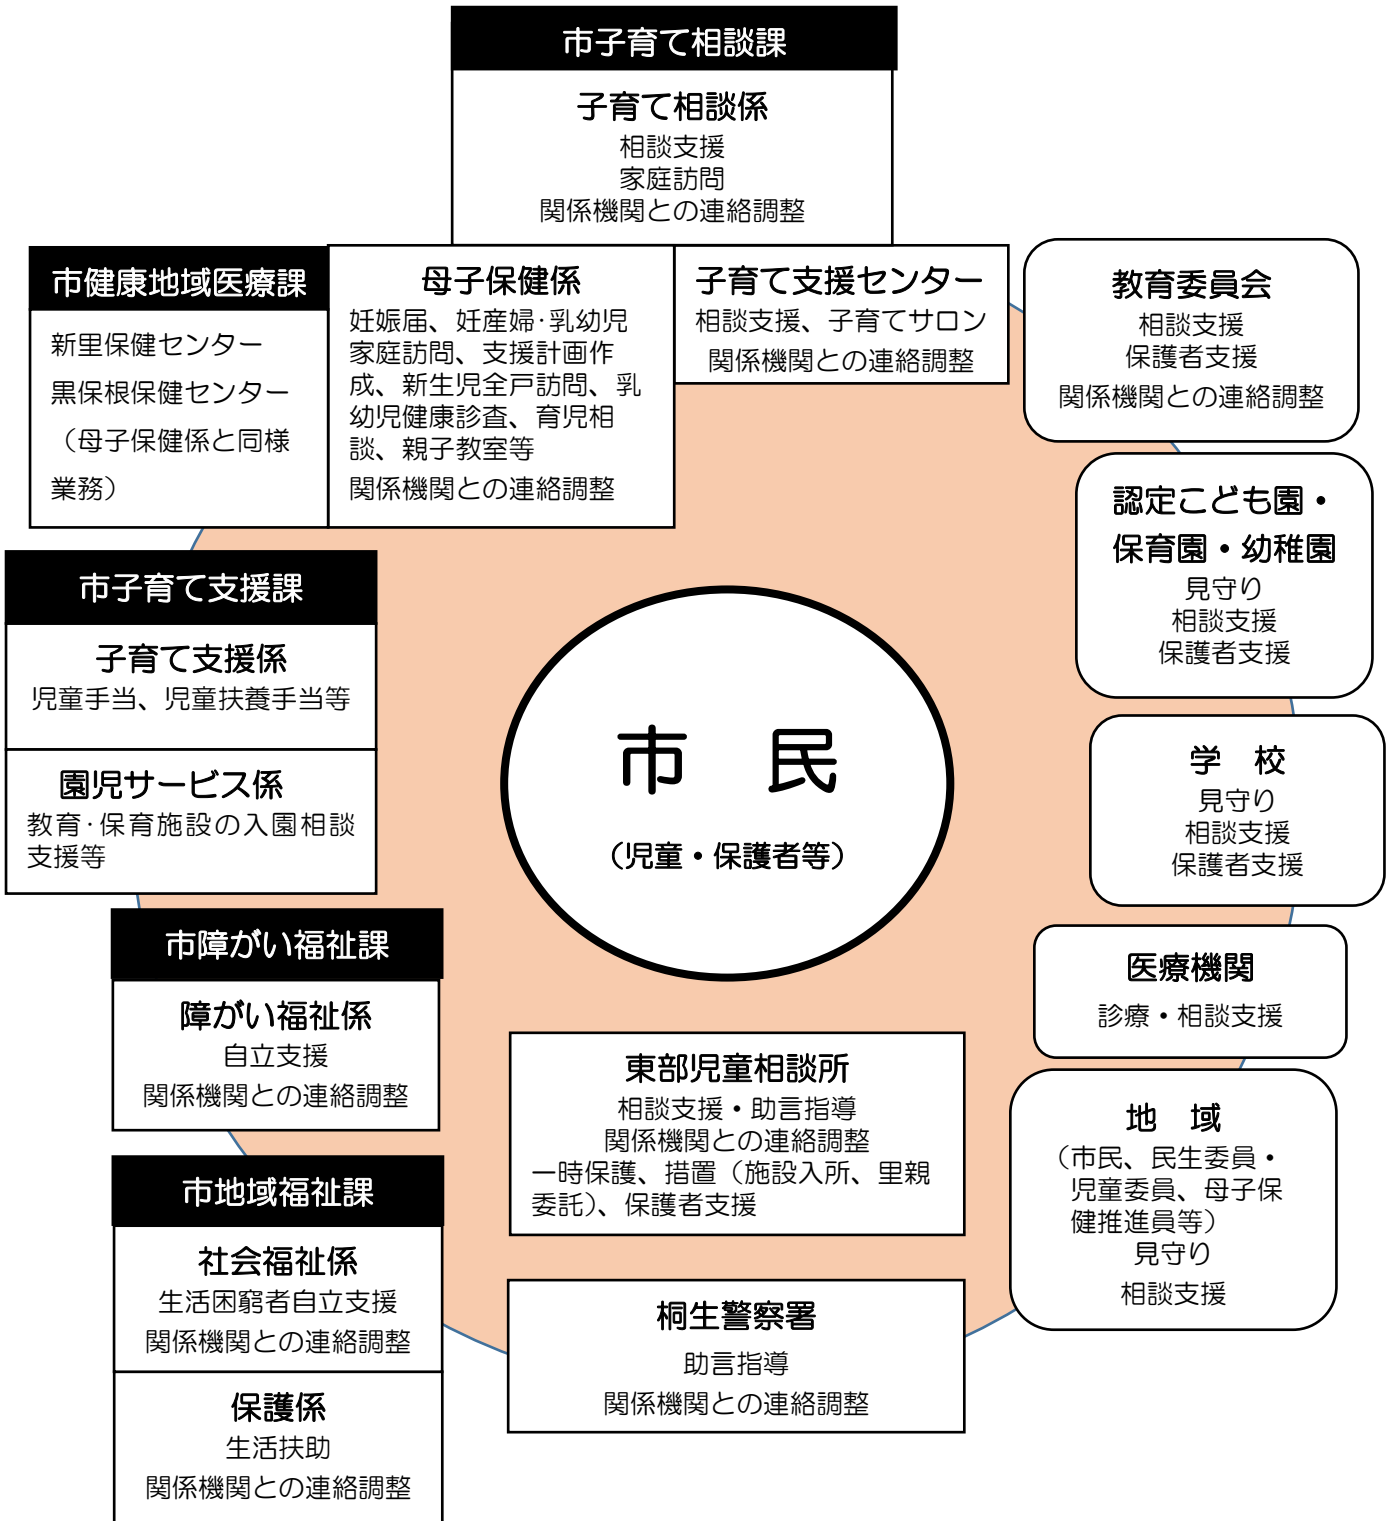 市子育て相談課
子育て相談係
相談支援
家庭訪問
関係機関との連絡調整
市健康地域医療課
新里保健センター
黒保根保健センター
（母子保健係と同様
業務）
母子保健係
妊娠届、妊産婦・乳幼児
家庭訪問、支援計画作
成、新生児全戸訪問、乳
幼児健康診査、育児相
談、親子教室等
関係機関との連絡調整
子育て支援センター
相談支援、子育てサロン
関係機関との連絡調整
教育委員会
相談支援
保護者支援
関係機関との連絡調整
認定こども園・
保育園・幼稚園
見守り
相談支援
保護者支援
市子育て支援課
子育て支援係
児童手当、児童扶養手当等
園児サービス係
教育・保育施設の入園相談
支援等
市　民
（児童・保護者等）
学　校
見守り
相談支援
保護者支援
市障がい福祉課
障がい福祉係
自立支援
関係機関との連絡調整
医療機関
診療・相談支援
東部児童相談所
相談支援・助言指導
関係機関との連絡調整
一時保護、措置（施設入所、里親
委託）、保護者支援
地　域
（市民、民生委員・
児童委員、母子保
健推進員等）
見守り
相談支援
市地域福祉課
社会福祉係
生活困窮者自立支援
関係機関との連絡調整
保護係
生活扶助
関係機関との連絡調整
桐生警察署
助言指導
関係機関との連絡調整